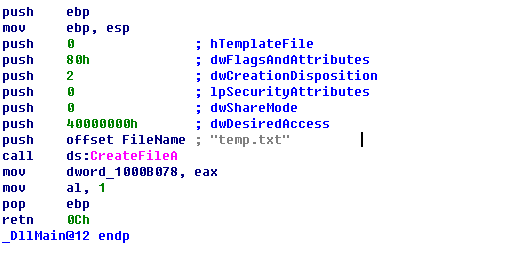 push ebp
mov ebp, esp
push 0 ; hTemplateFile
push 80h ; dwFlagsAndAttributes
push 2 ; dwCreationDisposition
push 0 ; lpSecurityAttributes
push 0 ; dwShareMode
push 40000000h ; dwDesiredAccess
push offset FileName ; "temp.txt"
call ds:CreateFileA
mov dword_1000B078, eax
mov al, 1
pop ebp
retn 0Ch
_DllMain@12 endp